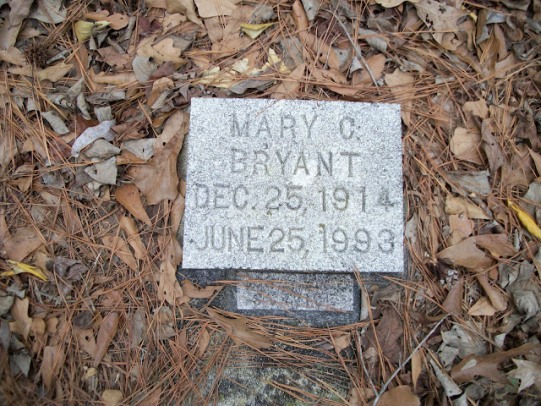 MARY C.
BRYANT
DEC. 25, 1914
JUNE 25, 1993